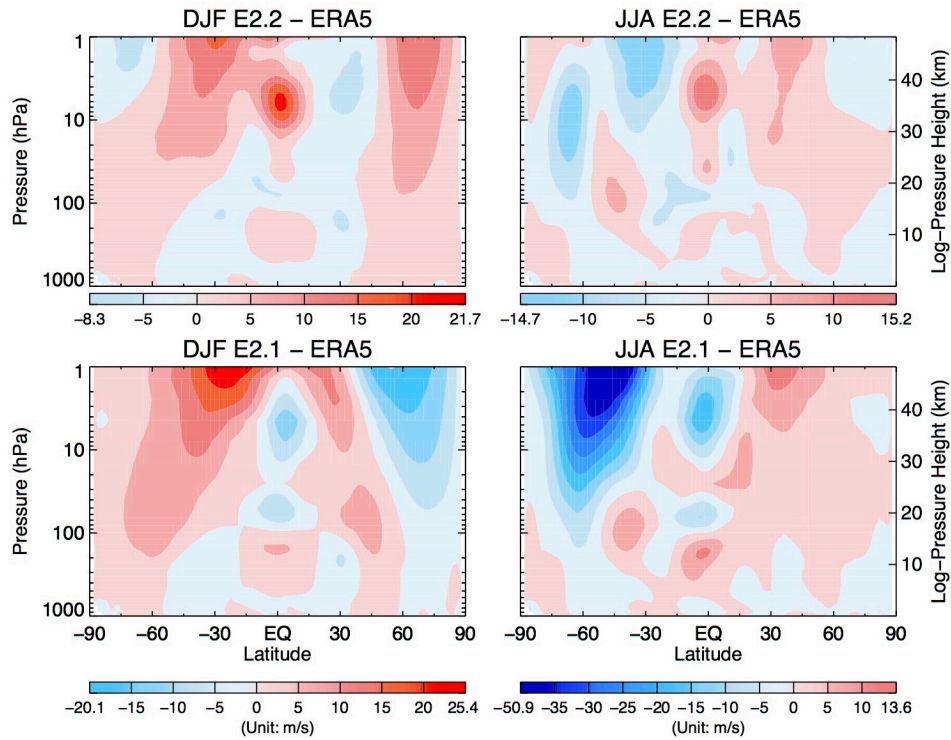 DJF E2.2 − ERA5
JJA E2.2 − ERA5
Pressure (hPa)
1
10
100
1000
40
30
20
10
Log−Pressure Height (km)
−8.3 −5 0 5 10 15 20 21.7
−14.7 −10 −5 0 5 10 15.2
DJF E2.1 − ERA5
JJA E2.1 − ERA5
Pressure (hPa)
1
10
100
1000
40
30
20
10
Log−Pressure Height (km)
−90 −60 −30 EQ 30 60 90
Latitude
−90 −60 −30 EQ 30 60 90
Latitude
−20.1 −15 −10 −5 0 5 10 15 20 25.4
(Unit: m/s)
−50.9 −35 −30 −25 −20 −15 −10 −5 0 5 10 13.6
(Unit: m/s)